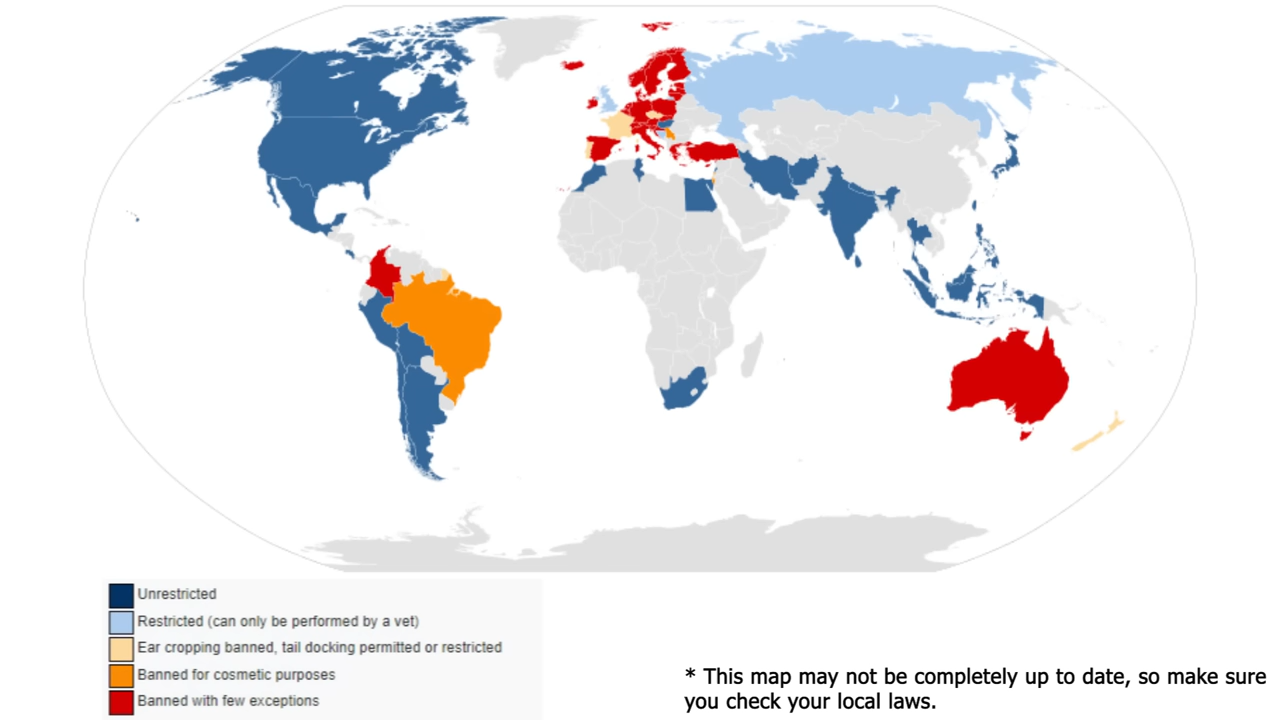 Unrestricted
Restricted (can only be performed by a vet)
Ear cropping banned, tail docking permitted or restricted
Banned for cosmetic purposes
Banned with few exceptions
* This map may not be completely up to date, so make sure
you check your local laws.